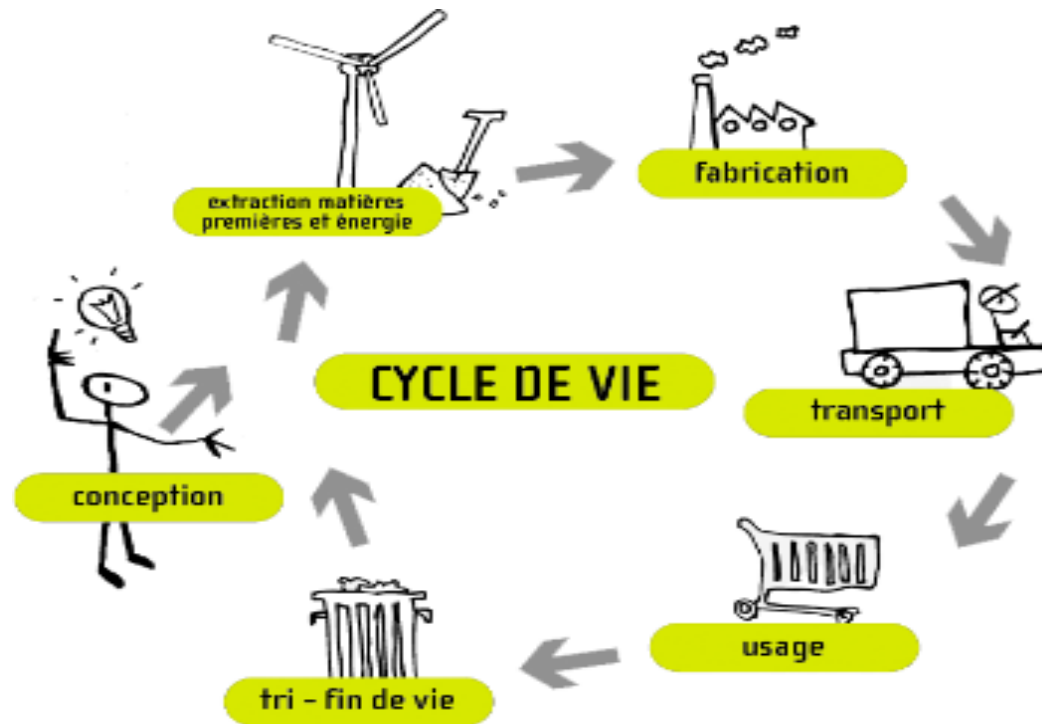 extraction matières
premières et énergie
fabrication
CYCLE DE VIE
transport
conception
usage
tri - fin de vie